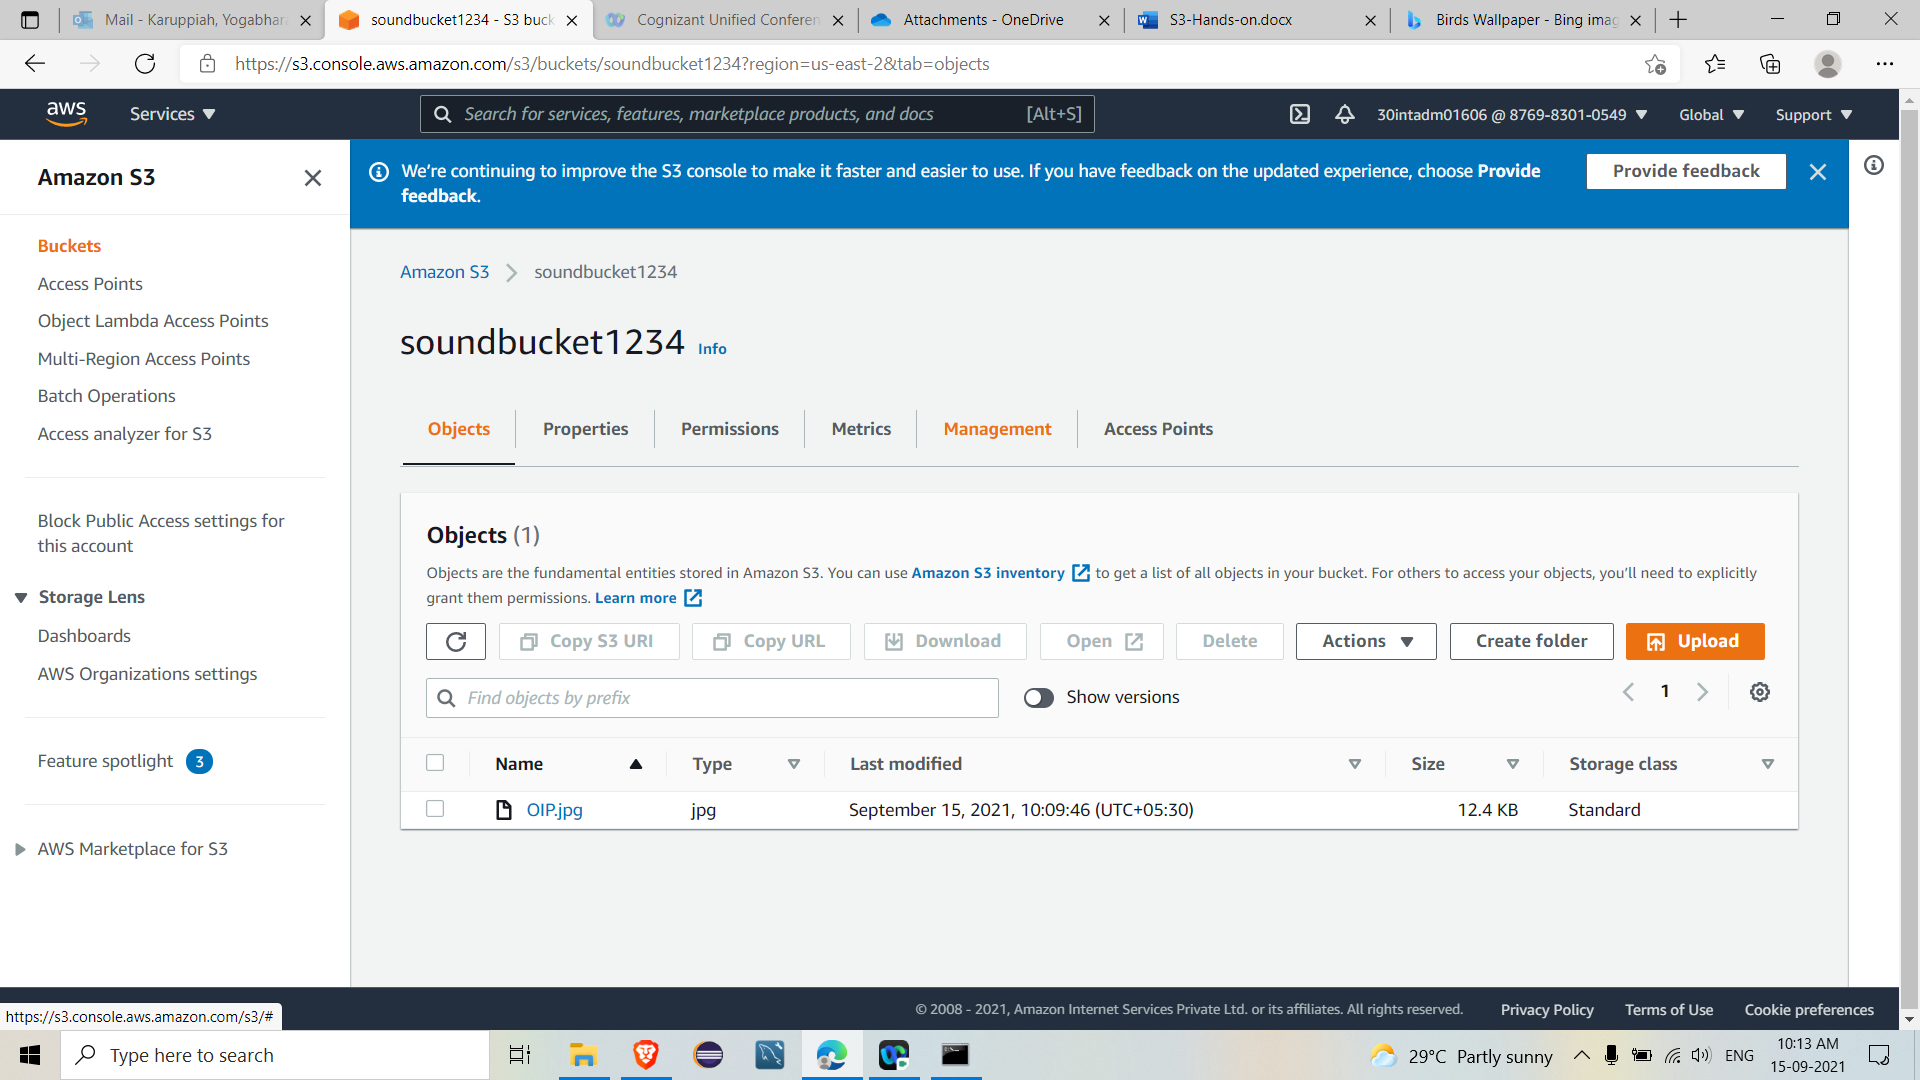 Mail - Karuppiah, Yogabhara
soundbucket1234 - S3 buck
Cognizant Unified Conferen
Attachments - OneDrive
S3-Hands-on.docx
Birds Wallpaper - Bing imag
https://s3.console.aws.amazon.com/s3/buckets/soundbucket1234?region=us-east-2&tab=objects
aws
Services
Search for services, features, marketplace products, and docs [Alt+S]
30intadm01606 @ 8769-8301-0549
Global
Support
Amazon S3
Buckets
Access Points
Object Lambda Access Points
Multi-Region Access Points
Batch Operations
Access analyzer for S3
Block Public Access settings for
this account
Storage Lens
Dashboards
AWS Organizations settings
Feature spotlight 3
AWS Marketplace for S3
We're continuing to improve the S3 console to make it faster and easier to use. If you have feedback on the updated experience, choose Provide
feedback.
Provide feedback
Amazon S3 > soundbucket1234
soundbucket1234 Info
Objects
Properties
Permissions
Metrics
Management
Access Points
Objects (1)
Objects are the fundamental entities stored in Amazon S3. You can use Amazon S3 inventory to get a list of all objects in your bucket. For others to access your objects, you'll need to explicitly
grant them permissions. Learn more
Copy S3 URI
Copy URL
Download
Open
Delete
Actions
Create folder
Upload
Find objects by prefix
Show versions
1
Name Type Last modified Size Storage class
OIP.jpg jpg September 15, 2021, 10:09:46 (UTC+05:30) 12.4 KB Standard
© 2008 - 2021, Amazon Internet Services Private Ltd. or its affiliates. All rights reserved.
Privacy Policy
Terms of Use
Cookie preferences
https://s3.console.aws.amazon.com/s3/#
Type here to search
29°C Partly sunny
ENG
10:13 AM
15-09-2021